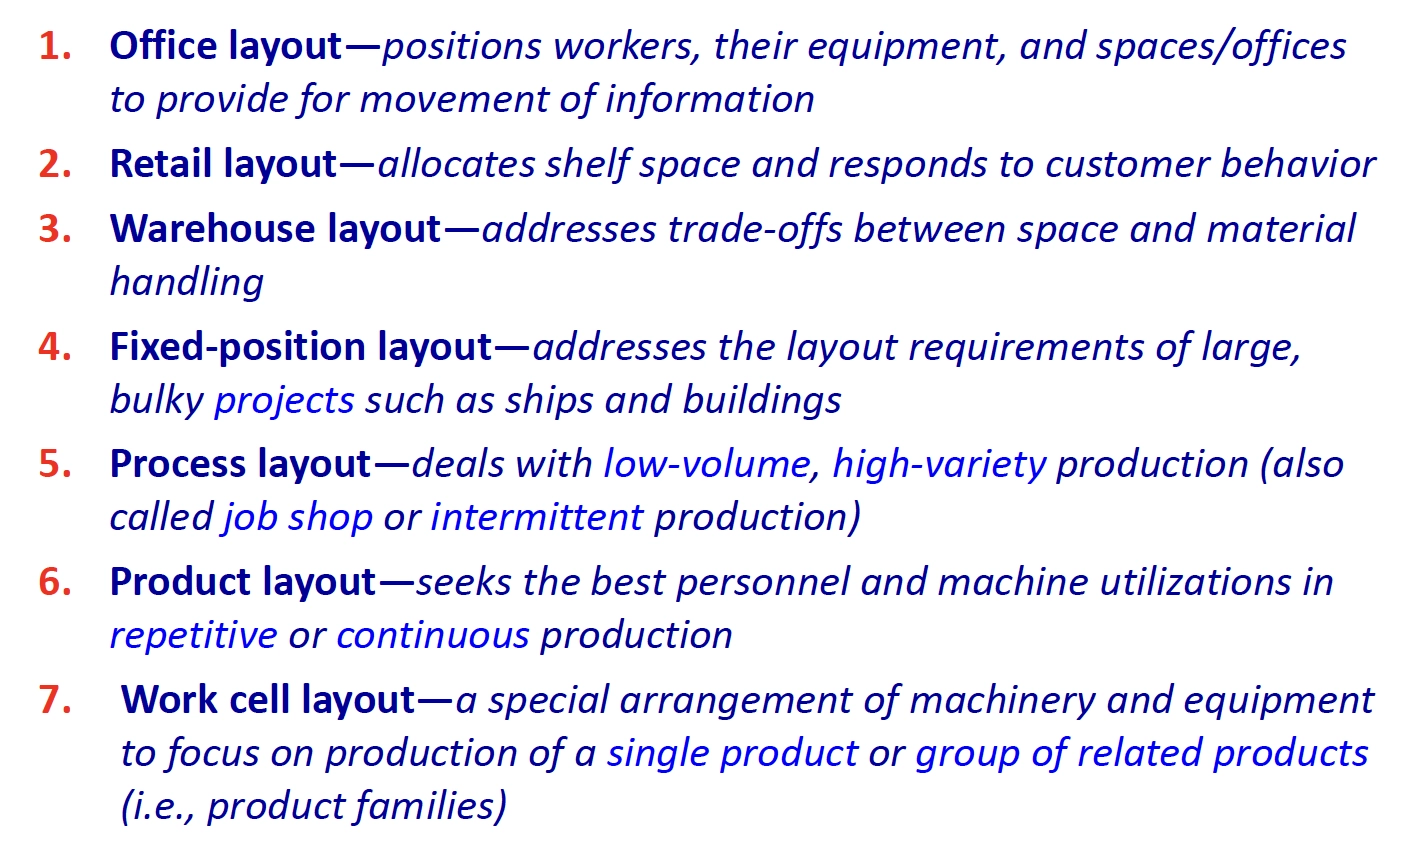 1. Office layout—positions workers, their equipment, and spaces/offices
to provide for movement of information
2. Retail layout—allocates shelf space and responds to customer behavior
3. Warehouse layout—addresses trade-offs between space and material
handling
4. Fixed-position layout—addresses the layout requirements of large,
bulky projects such as ships and buildings
5. Process layout—deals with low-volume, high-variety production (also
called job shop or intermittent production)
6. Product layout—seeks the best personnel and machine utilizations in
repetitive or continuous production
7. Work cell layout—a special arrangement of machinery and equipment
to focus on production of a single product or group of related products
(i.e., product families)